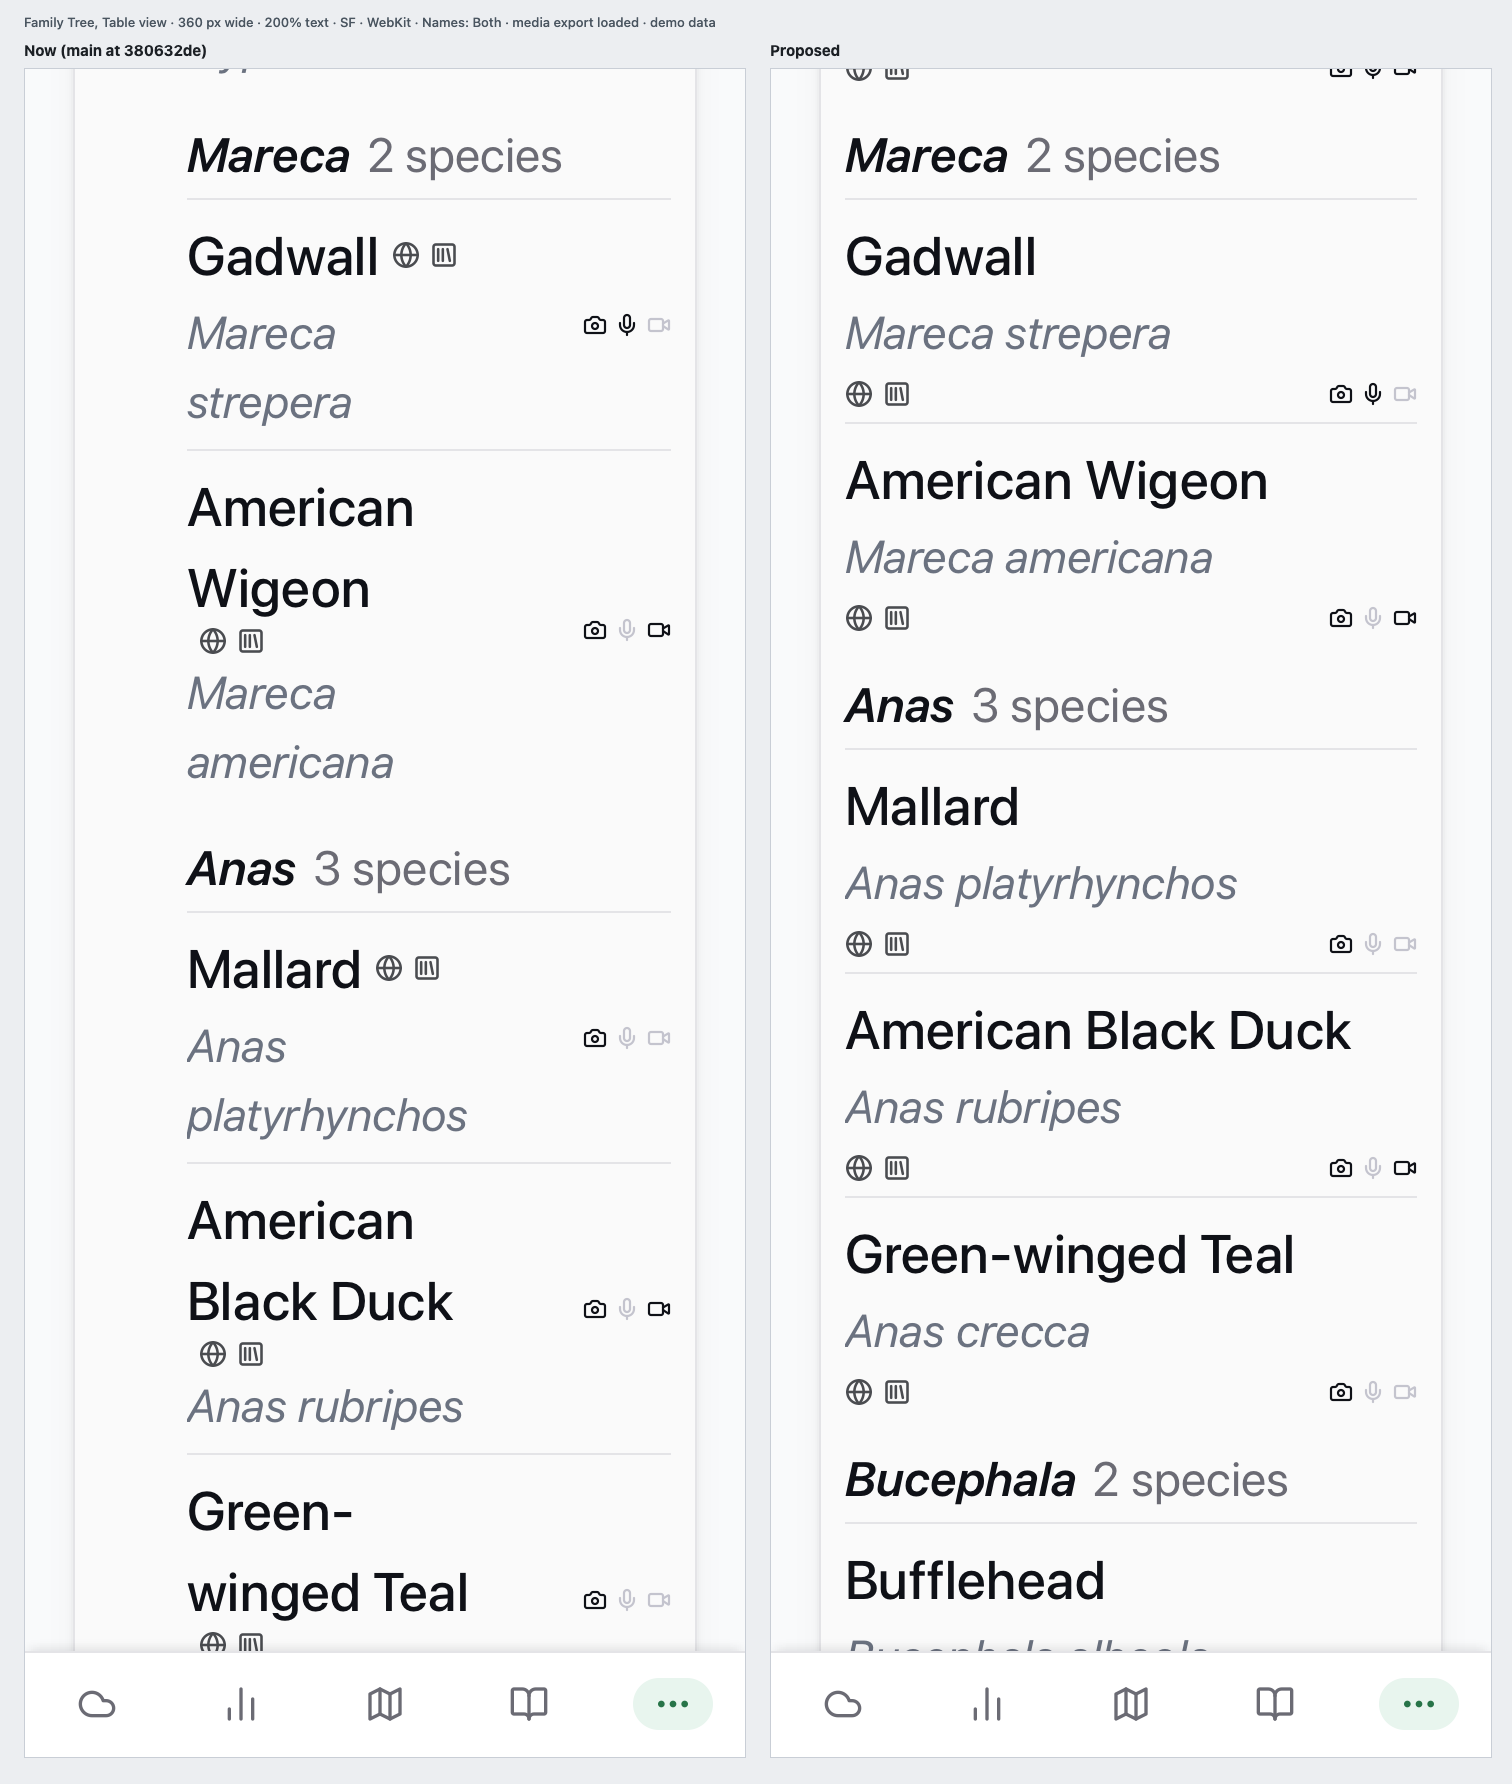 Family Tree, Table view · 360 px wide · 200% text · SF · WebKit · Names: Both · media export loaded · demo data
Now (main at 380632de)
Mareca 2 species
Gadwall
Mareca
strepera
American
Wigeon
Mareca
americana
Anas 3 species
Mallard
Anas
platyrhynchos
American
Black Duck
Anas rubripes
Green-
winged Teal
Proposed
Mareca 2 species
Gadwall
Mareca strepera
American Wigeon
Mareca americana
Anas 3 species
Mallard
Anas platyrhynchos
American Black Duck
Anas rubripes
Green-winged Teal
Anas crecca
Bucephala 2 species
Bufflehead